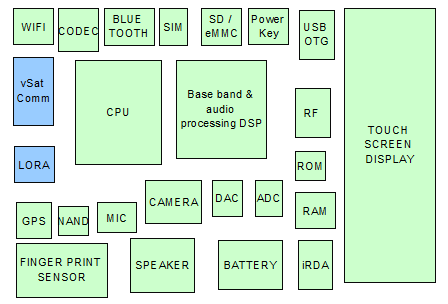 WIFI
CODEC
BLUE
TOOTH
SIM
SD /
eMMC
Power
Key
USB
OTG
vSat
Comm
CPU
Base band &
audio
processing DSP
RF
TOUCH
SCREEN
DISPLAY
LORA
ROM
GPS
NAND
MIC
CAMERA
DAC
ADC
RAM
FINGER PRINT
SENSOR
SPEAKER
BATTERY
iRDA